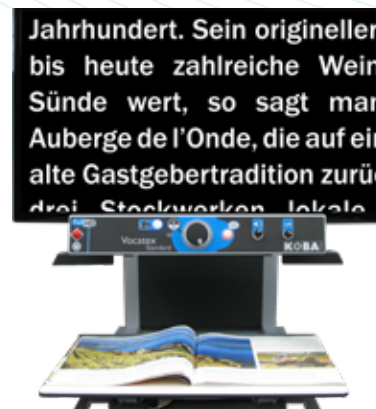 Jahrhundert. Sein origineller
bis heute zahlreiche Wein
Sünde wert, so sagt man
Auberge de l'Onde, die auf ein
alte Gastgebertradition zurüc
drei Stockwerken lokale
Vocatex
Standard
KOBA